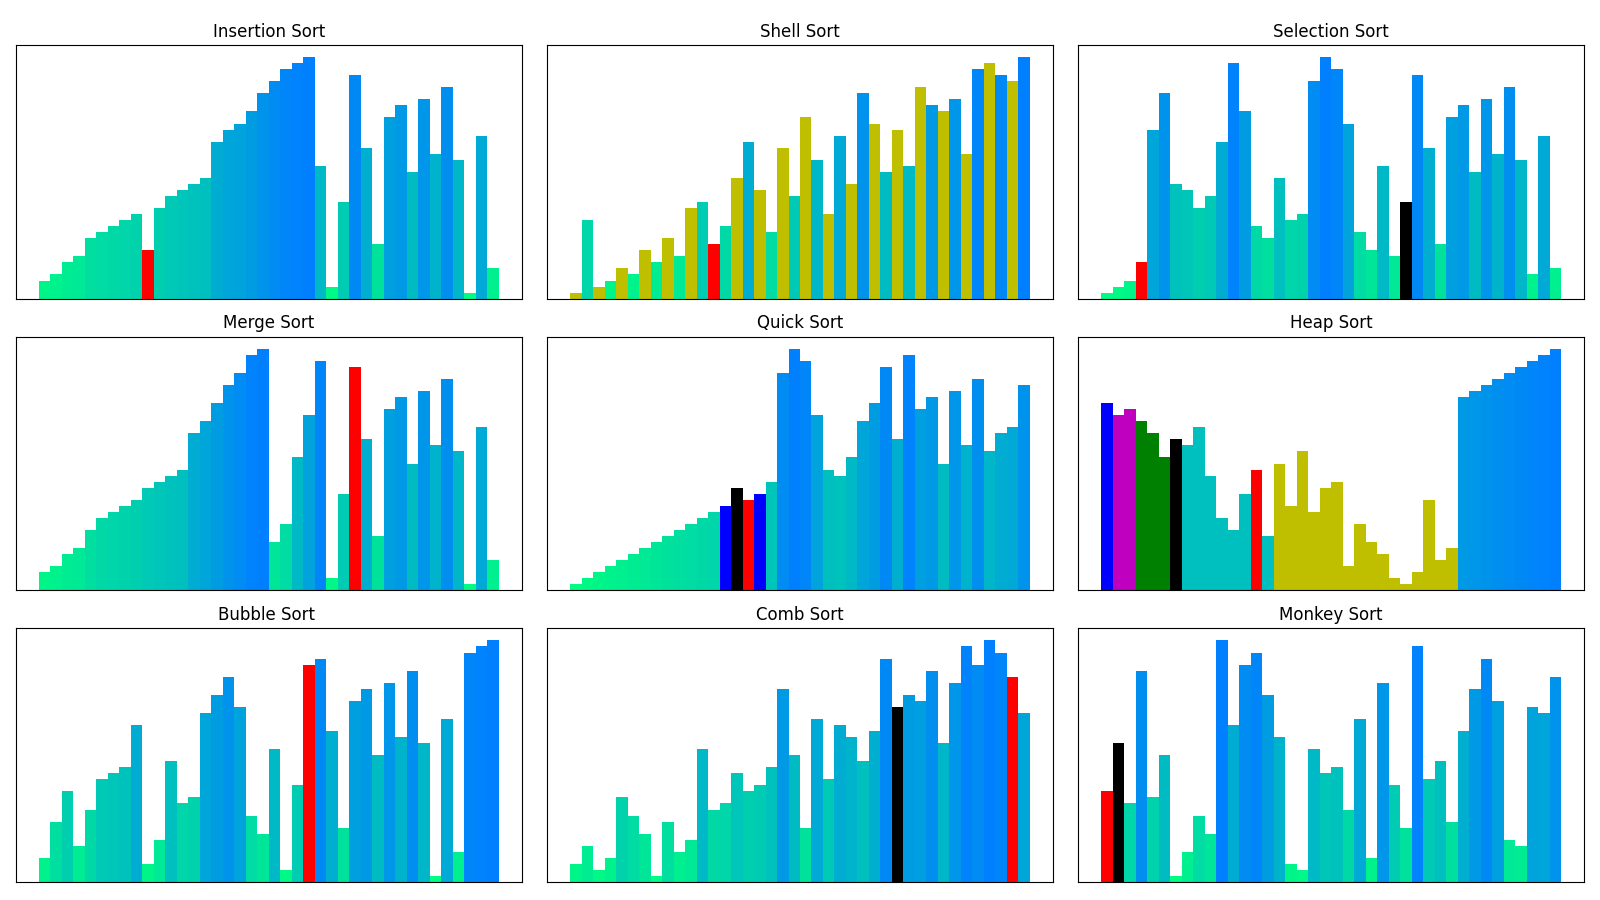 Insertion Sort
Shell Sort
Selection Sort
Merge Sort
Quick Sort
Heap Sort
Bubble Sort
Comb Sort
Monkey Sort